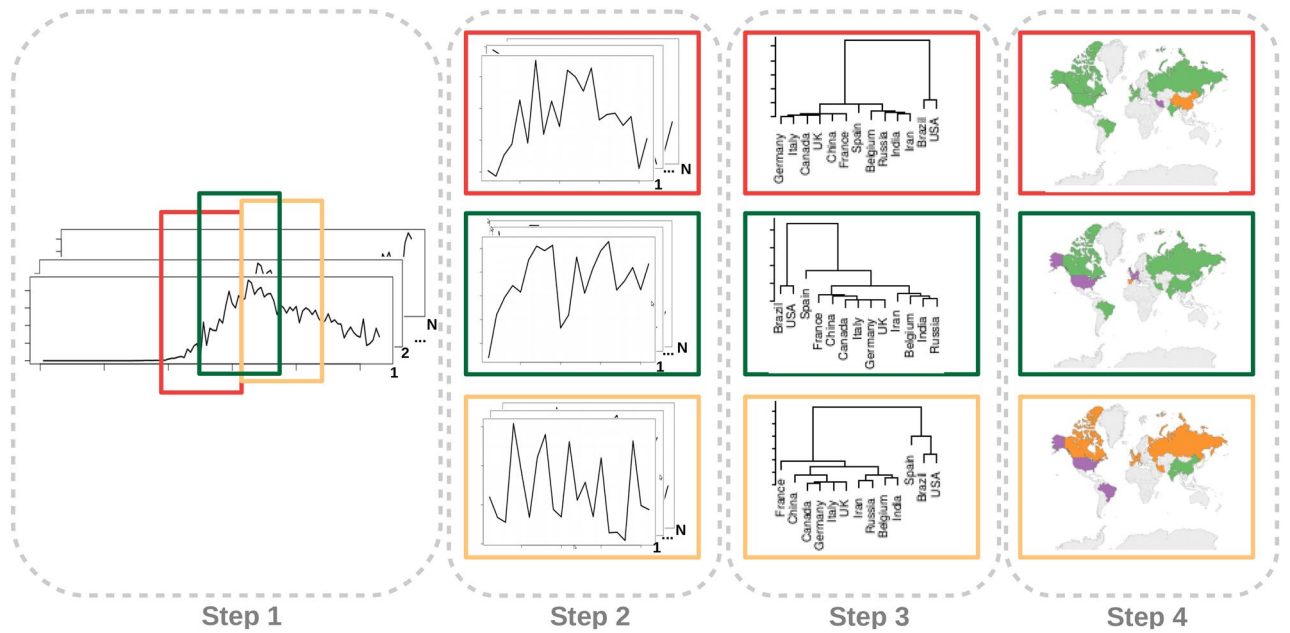 N
...
2
1
Step 1
... N
1
... N
1
... N
1
Step 2
Germany
Italy
Canada
UK
China
France
Spain
Belgium
Russia
India
Iran
Brazil
USA
Brazil
USA
Spain
France
China
Canada
Italy
Germany
UK
Iran
Belgium
India
Russia
France
China
Canada
Germany
Italy
UK
Iran
Russia
Belgium
India
Spain
Brazil
USA
Step 3
Step 4